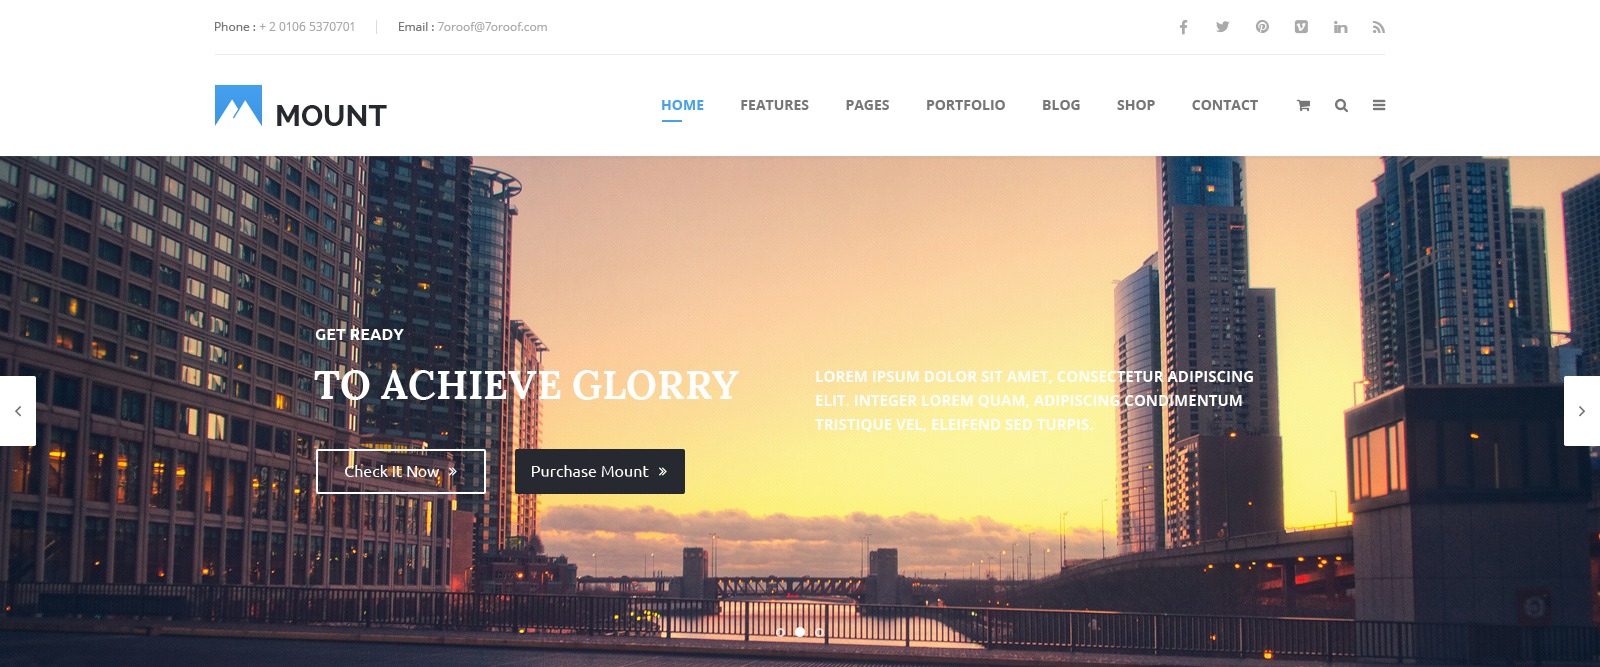 Phone : + 2 0106 5370701
Email : 7oroof@7oroof.com
MOUNT
HOME FEATURES PAGES PORTFOLIO BLOG SHOP CONTACT
GET READY
TO ACHIEVE GLORRY
LOREM IPSUM DOLOR SIT AMET, CONSECTETUR ADIPISCING
ELIT. INTEGER LOREM QUAM, ADIPISCING CONDIMENTUM
TRISTIQUE VEL, ELEIFEND SED TURPIS.
Check It Now »
Purchase Mount »